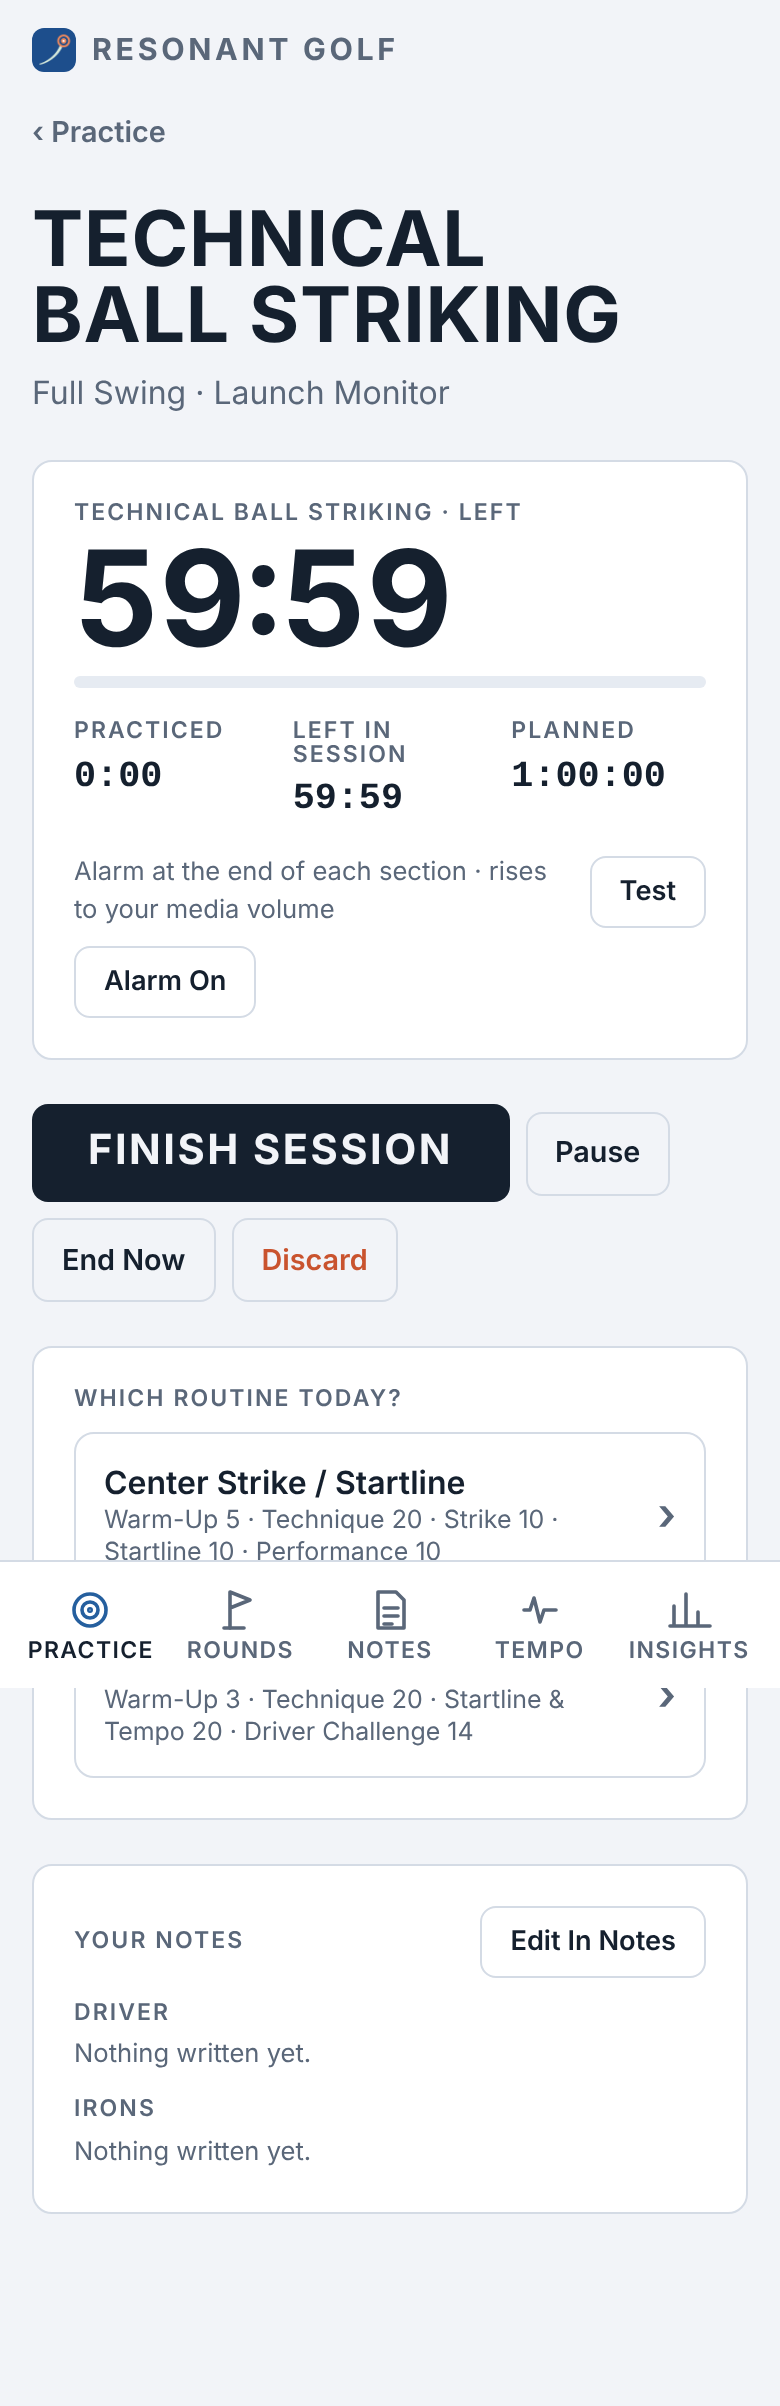 RESONANT GOLF
‹ Practice
TECHNICAL
BALL STRIKING
Full Swing · Launch Monitor
TECHNICAL BALL STRIKING · LEFT
59:59
PRACTICED
0:00
LEFT IN
SESSION
59:59
PLANNED
1:00:00
Alarm at the end of each section · rises
to your media volume
Test
Alarm On
FINISH SESSION
Pause
End Now
Discard
WHICH ROUTINE TODAY?
Center Strike / Startline
Warm-Up 5 · Technique 20 · Strike 10 ·
Startline 10 · Performance 10
›
PRACTICE
ROUNDS
NOTES
TEMPO
INSIGHTS
Warm-Up 3 · Technique 20 · Startline &
Tempo 20 · Driver Challenge 14
›
YOUR NOTES
Edit In Notes
DRIVER
Nothing written yet.
IRONS
Nothing written yet.